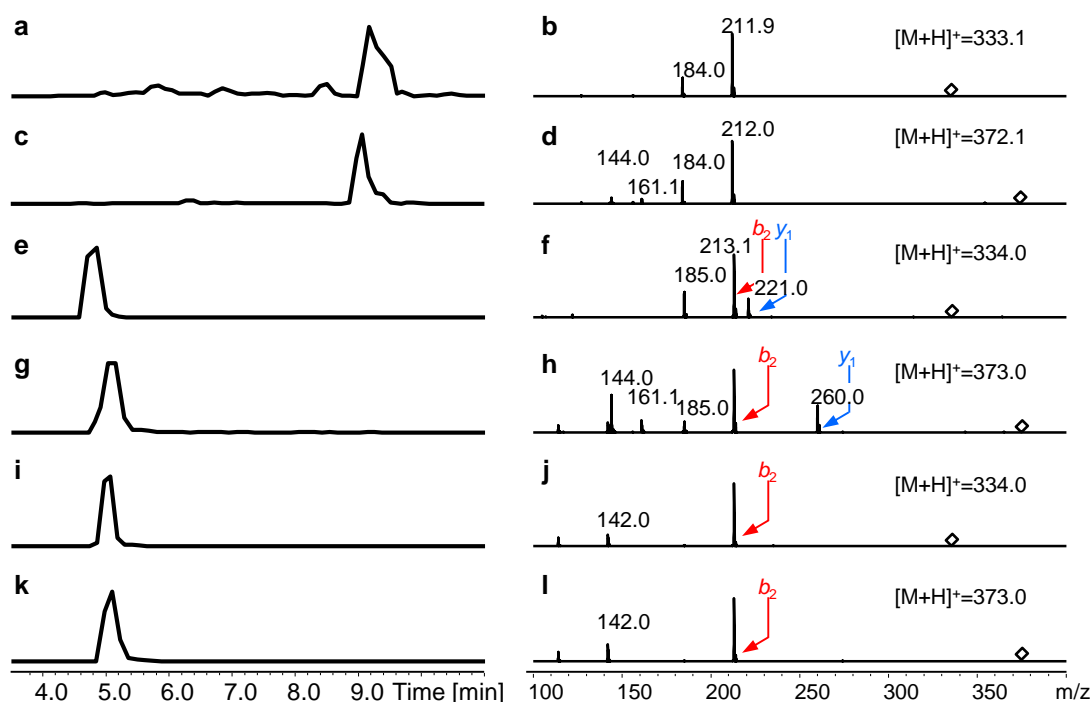 a
b 211.9 [M+H]+=333.1
184.0
c
d 212.0 [M+H]+=372.1
144.0 184.0
161.1
e
f 213.1 b2 y1 [M+H]+=334.0
185.0 221.0
g
h 144.0 b2 y1 [M+H]+=373.0
161.1 185.0 260.0
i
j b2 [M+H]+=334.0
142.0
k
l b2 [M+H]+=373.0
142.0
4.0 5.0 6.0 7.0 8.0 9.0 Time [min]
100 150 200 250 300 350 m/z